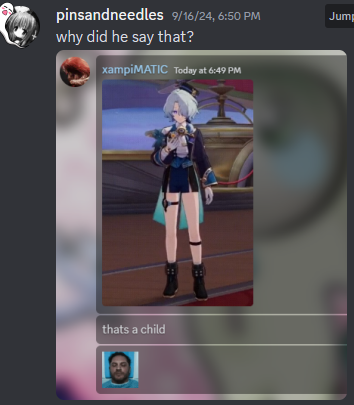 pinsandneedles 9/16/24, 6:50 PM
Jump
why did he say that?
xampiMATIC Today at 6:49 PM
thats a child